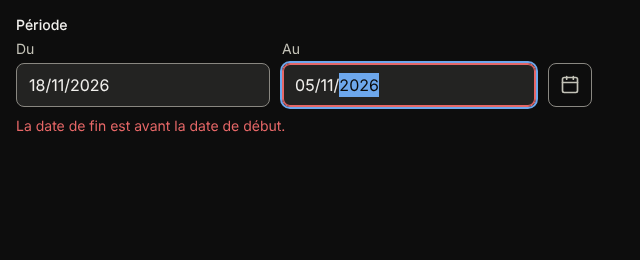 Période
Du
Au
18/11/2026
05/11/2026
La date de fin est avant la date de début.